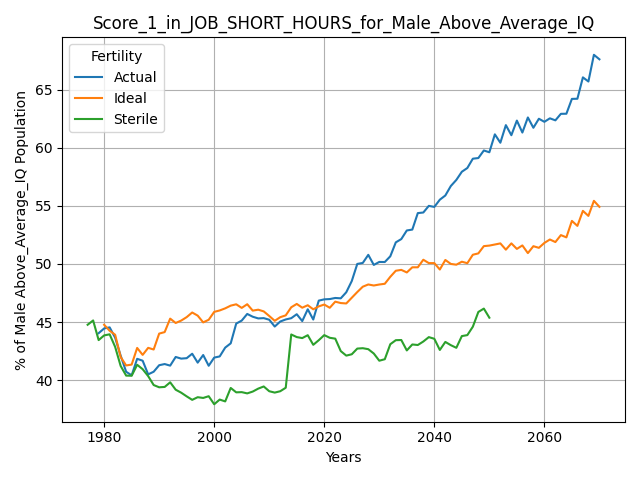 Score_1_in_JOB_SHORT_HOURS_for_Male_Above_Average_IQ
Fertility
Actual
Ideal
Sterile
% of Male Above_Average_IQ Population
65
60
55
50
45
40
1980
2000
2020
2040
2060
Years